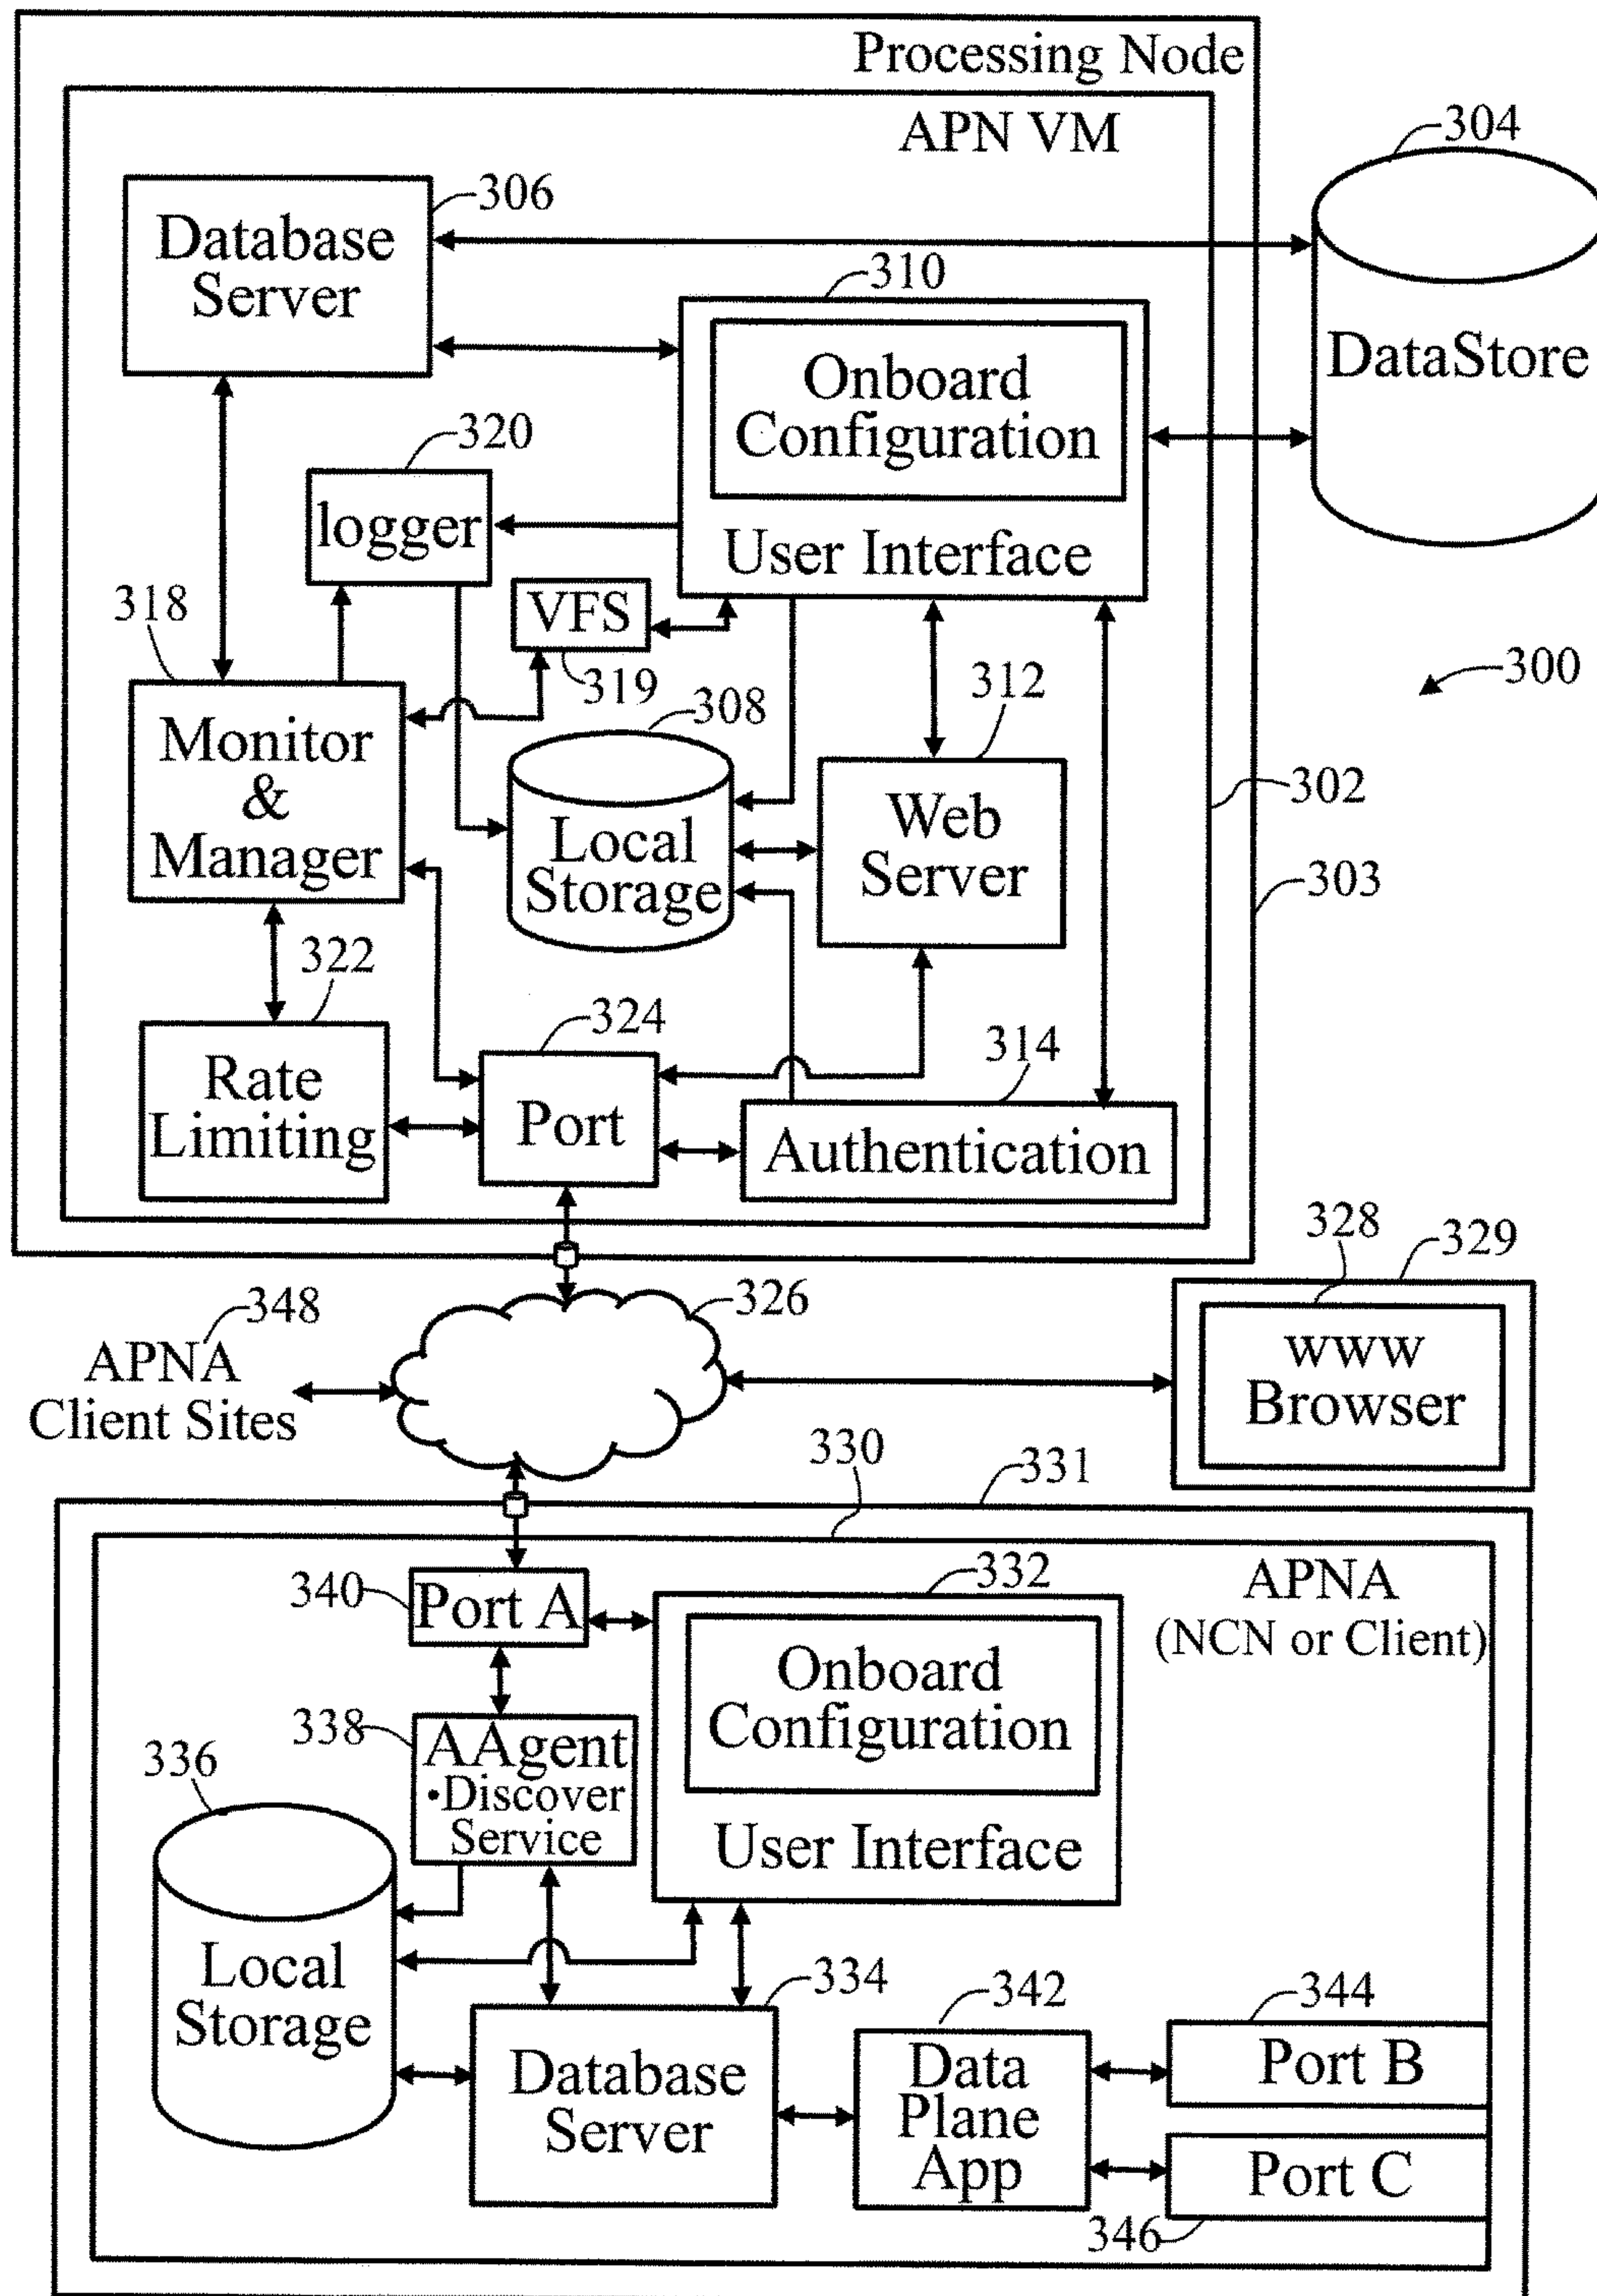 Processing Node
APN VM
304
306
Database
Server
310
Onboard
Configuration
DataStore
320
logger
User Interface
318
VFS
319
300
312
308
Monitor
&
Manager
302
Web
Server
Local
Storage
303
322
324
314
Rate
Limiting
Port
Authentication
328
329
348
326
APNA
Client Sites
www
Browser
330
331
332
340
Port A
APNA
(NCN or Client)
Onboard
Configuration
338
AAgent
•Discover
Service
336
User Interface
Local
Storage
334
342
344
Database
Server
Data
Plane
App
Port B
Port C
346